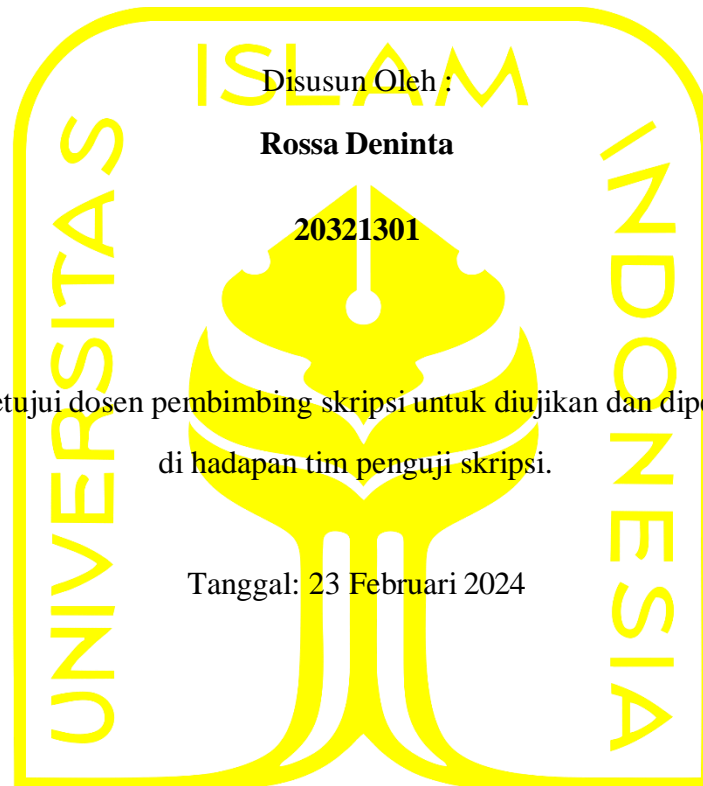 ISLAM
UNIVERSITAS
INDONESIA
Disusun Oleh :
Rossa Deninta
20321301
dosen pembimbing skripsi untuk diujikan dan
di hadapan tim penguji skripsi.
Tanggal: 23 Februari 2024